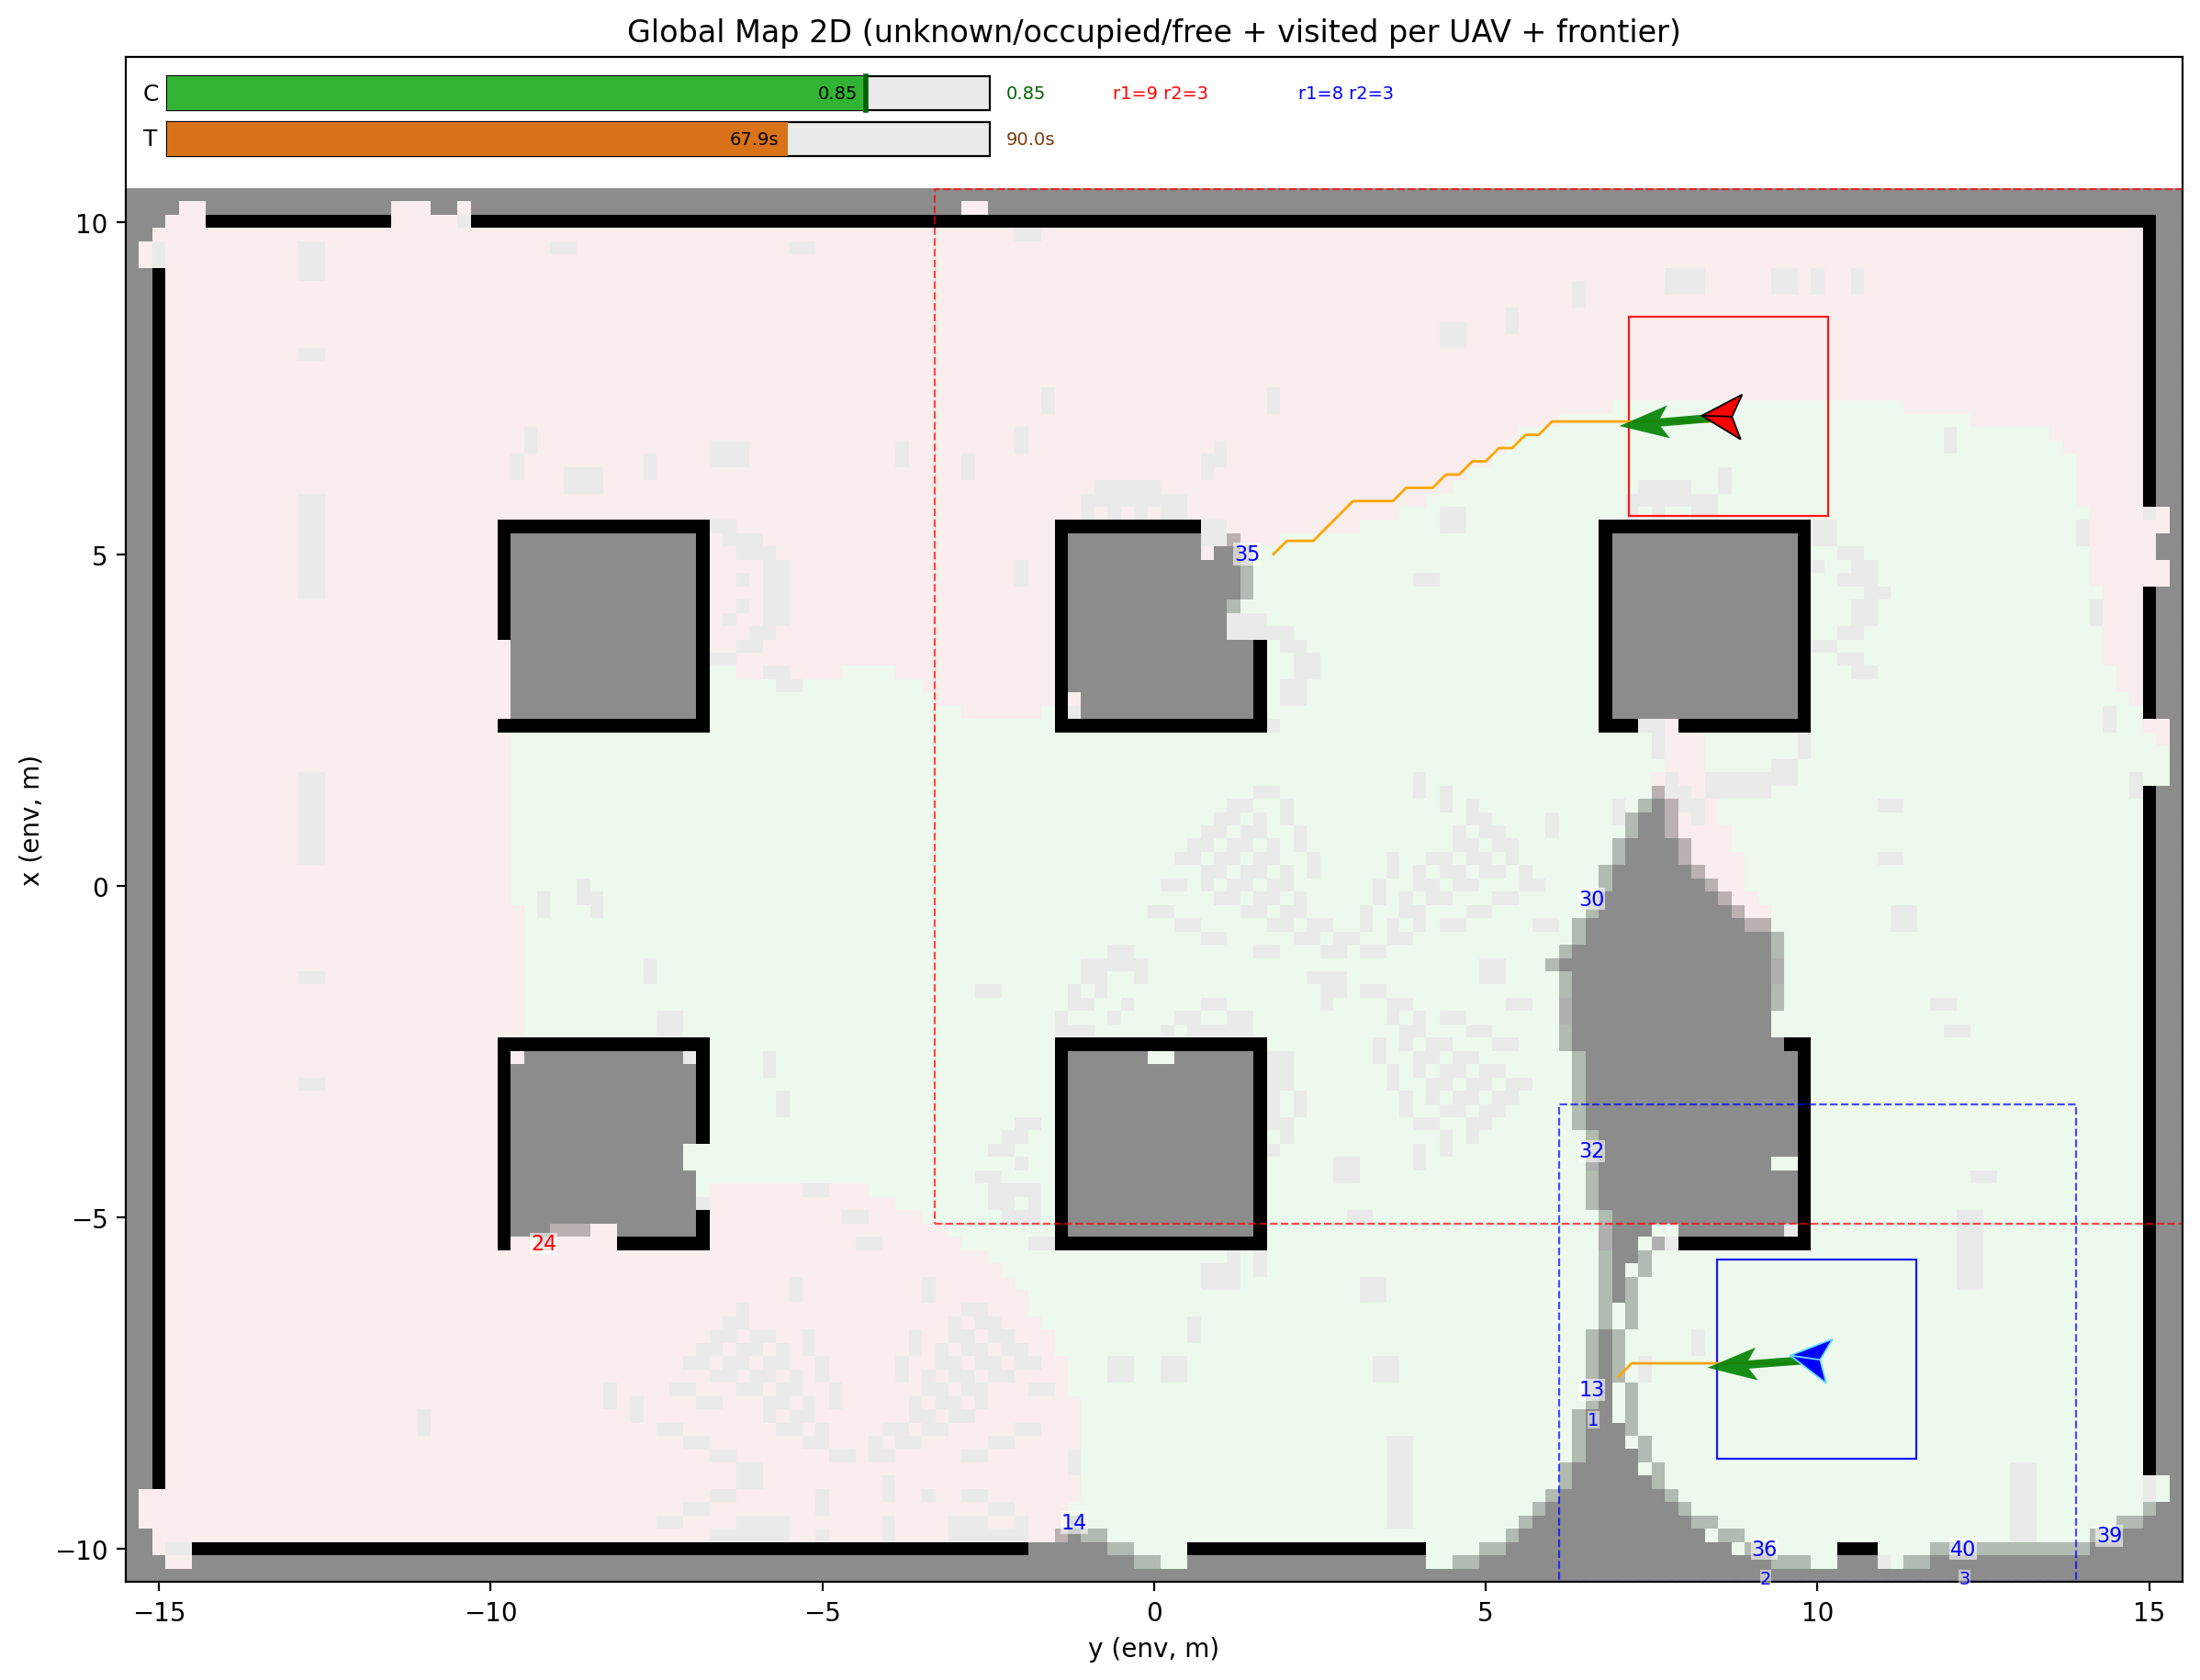 Global Map 2D (unknown/occupied/free + visited per UAV + frontier)
C 0.85 0.85 r1=9 r2=3 r1=8 r2=3
T 67.9s 90.0s
10
5
0
−5
−10
x (env, m)
35
30
32
24
13
1
14
36
2
40
3
39
−15 −10 −5 0 5 10 15
y (env, m)